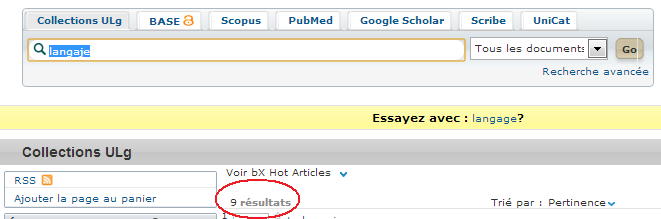 Collections ULg BASE Scopus PubMed Google Scholar Scribe UniCat
langaje Tous les documents Go
Recherche avancée
Essayez avec : langage?
Collections ULg
Voir bX Hot Articles
RSS
Ajouter la page au panier
9 résultats Trié par : Pertinence